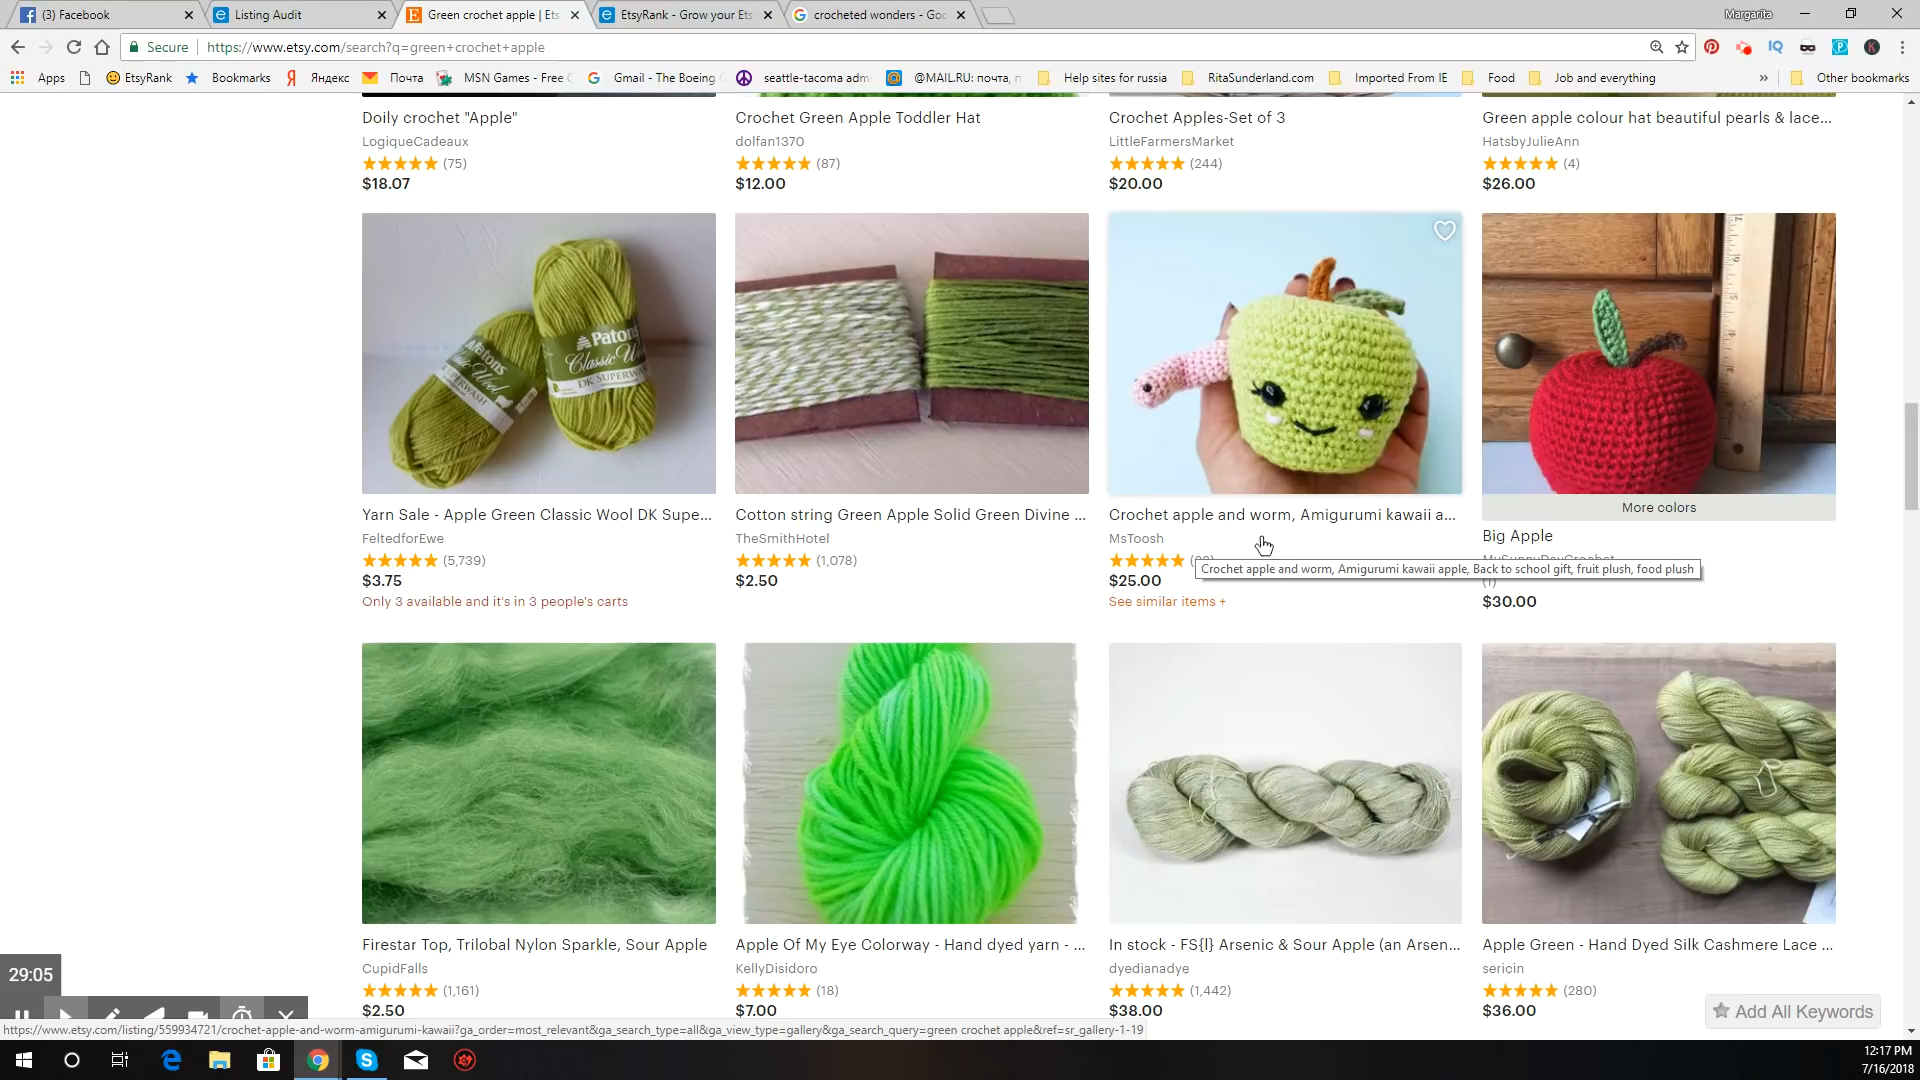 (3) Facebook
Listing Audit
Green crochet apple | Ets
EtsyRank - Grow your Ets
crocheted wonders - Goo
Margarita
Secure
https://www.etsy.com/search?q=green+crochet+apple
Apps
EtsyRank
Bookmarks
Яндекс
Почта
MSN Games - Free
Gmail - The Boeing
seattle-tacoma adm
@MAIL.RU: почта, п
Help sites for russia
RitaSunderland.com
Imported From IE
Food
Job and everything
»
Other bookmarks
Doily crochet "Apple"
LogiqueCadeaux
(75)
$18.07
Crochet Green Apple Toddler Hat
dolfan1370
(87)
$12.00
Crochet Apples-Set of 3
LittleFarmersMarket
(244)
$20.00
Green apple colour hat beautiful pearls & lace...
HatsbyJulieAnn
(4)
$26.00
Patons
Classic Wool
DK SUPERWASH
Patons
SUPERWASH
Yarn Sale - Apple Green Classic Wool DK Supe...
FeltedforEwe
(5,739)
$3.75
Only 3 available and it's in 3 people's carts
Cotton string Green Apple Solid Green Divine ...
TheSmithHotel
(1,078)
$2.50
Crochet apple and worm, Amigurumi kawaii a...
MsToosh
$25.00
See similar items +
Crochet apple and worm, Amigurumi kawaii apple, Back to school gift, fruit plush, food plush
More colors
Big Apple
MySunnyDayCrochet
(1)
$30.00
Firestar Top, Trilobal Nylon Sparkle, Sour Apple
CupidFalls
(1,161)
$2.50
Apple Of My Eye Colorway - Hand dyed yarn - ...
KellyDisidoro
(18)
$7.00
In stock - FS{l} Arsenic & Sour Apple (an Arsen...
dyedianadye
(1,442)
$38.00
Apple Green - Hand Dyed Silk Cashmere Lace ...
sericin
(280)
$36.00
29:05
Add All Keywords
https://www.etsy.com/listing/559934721/crochet-apple-and-worm-amigurumi-kawaii?ga_order=most_relevant&ga_search_type=all&ga_view_type=gallery&ga_search_query=green crochet apple&ref=sr_gallery-1-19
12:17 PM
7/16/2018